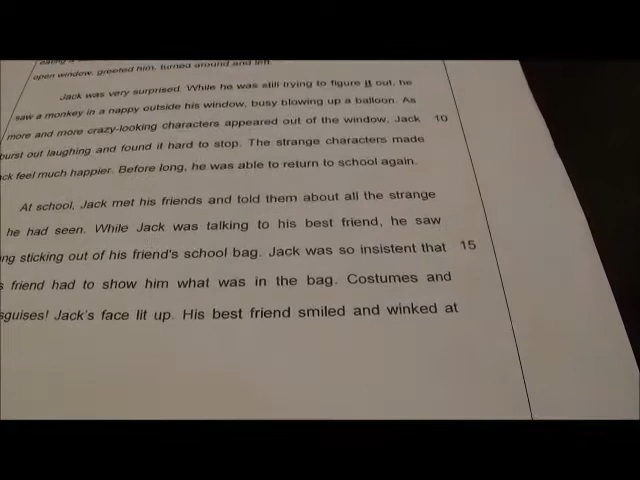 eating is
open window, greeted him, turned around and left.
Jack was very surprised. While he was still trying to figure it out, he
saw a monkey in a nappy outside his window, busy blowing up a balloon. As
more and more crazy-looking characters appeared out of the window, Jack 10
burst out laughing and found it hard to stop. The strange characters made
ck feel much happier. Before long, he was able to return to school again.
At school, Jack met his friends and told them about all the strange
he had seen. While Jack was talking to his best friend, he saw
ng sticking out of his friend's school bag. Jack was so insistent that 15
s friend had to show him what was in the bag. Costumes and
sguises! Jack's face lit up. His best friend smiled and winked at